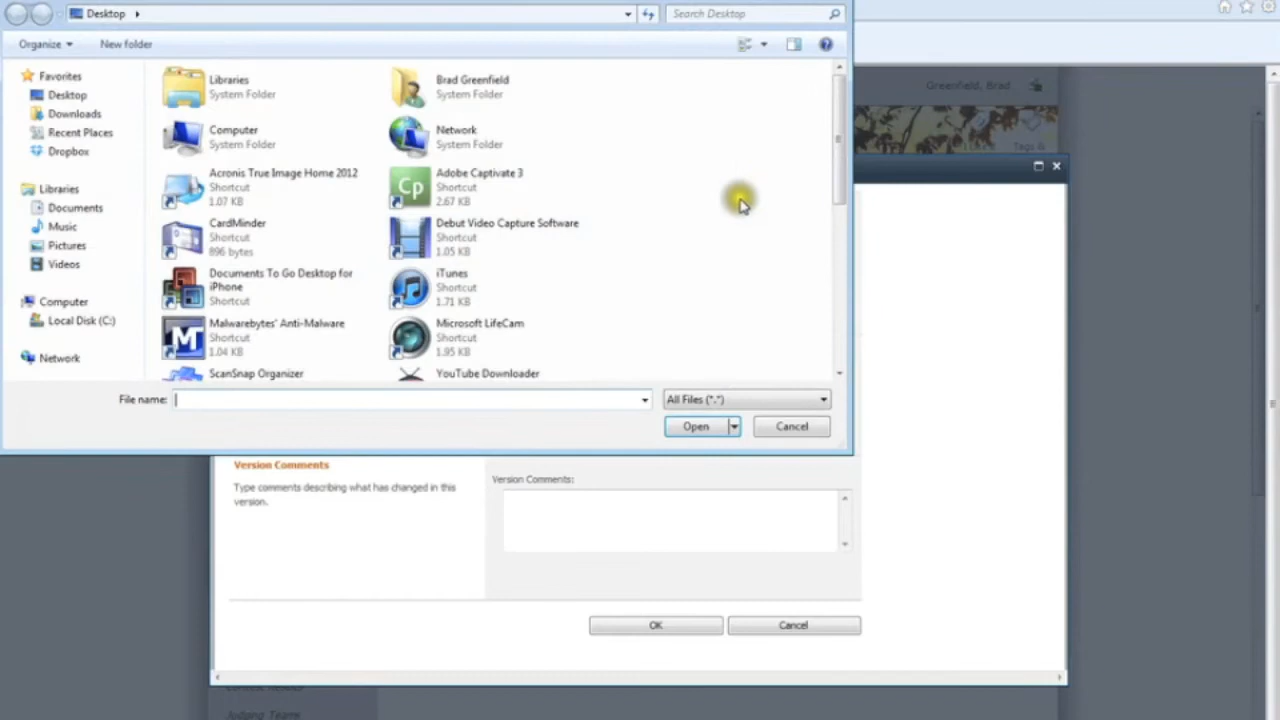 Desktop
Search Desktop
Organize
New folder
Favorites
Desktop
Downloads
Recent Places
Dropbox
Libraries
Documents
Music
Pictures
Videos
Computer
Local Disk (C:)
Network
Libraries
System Folder
Brad Greenfield
System Folder
Computer
System Folder
Network
System Folder
Acronis True Image Home 2012
Shortcut
1.07 KB
Cp
Adobe Captivate 3
Shortcut
2.67 KB
CardMinder
Shortcut
896 bytes
Debut Video Capture Software
Shortcut
1.05 KB
Documents To Go Desktop for
iPhone
Shortcut
iTunes
Shortcut
1.71 KB
M
Malwarebytes' Anti-Malware
Shortcut
1.04 KB
Microsoft LifeCam
Shortcut
1.95 KB
ScanSnap Organizer
YouTube Downloader
File name:
All Files (*.*)
Open
Cancel
Greenfield, Brad
Tags &
Version Comments
Type comments describing what has changed in this
version.
Version Comments:
OK
Cancel
Judging Teams